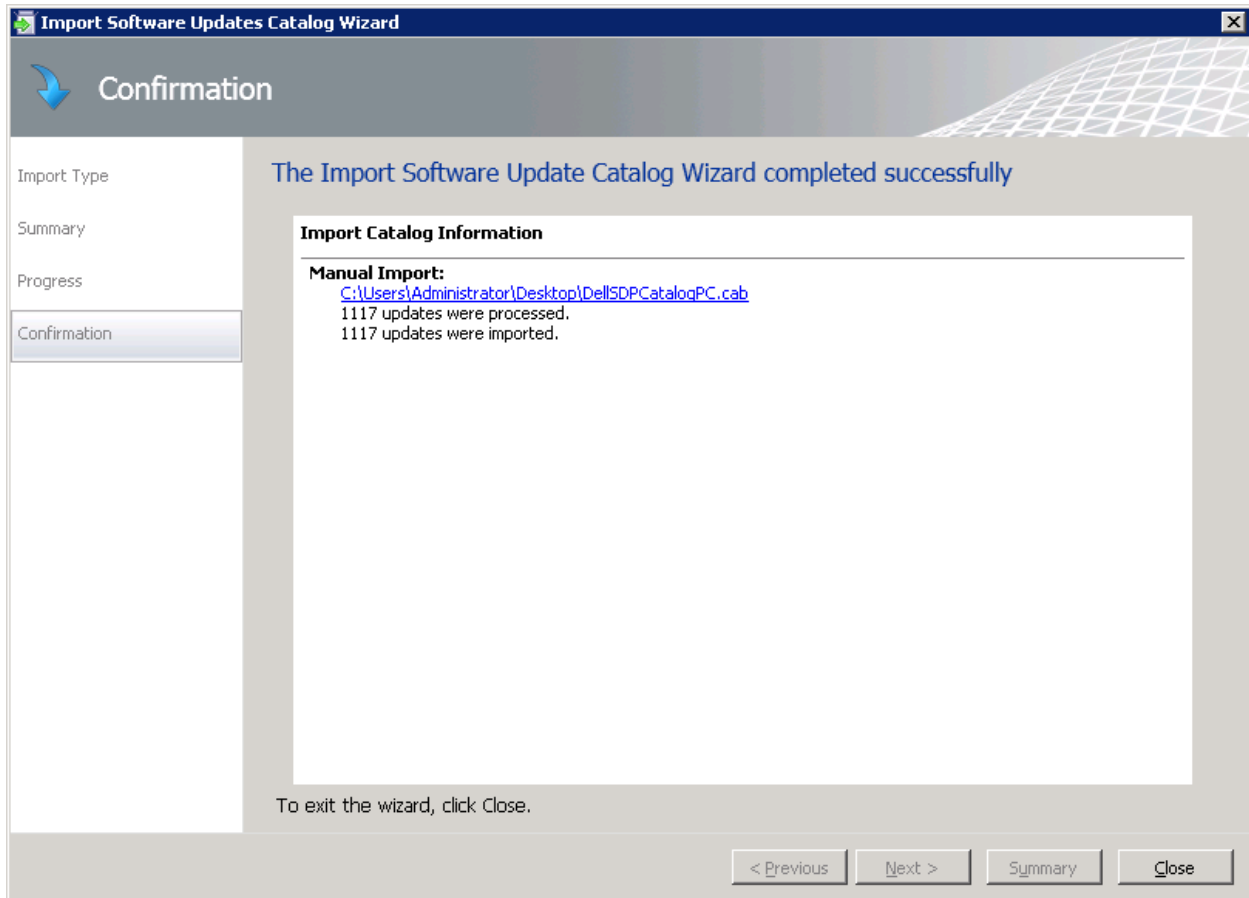 Import Software Updates Catalog Wizard
Confirmation
Import Type
Summary
Progress
Confirmation
The Import Software Update Catalog Wizard completed successfully
Import Catalog Information
Manual Import:
C:\Users\Administrator\Desktop\DellSDPCatalogPC.cab
1117 updates were processed.
1117 updates were imported.
To exit the wizard, click Close.
< Previous
Next >
Summary
Close